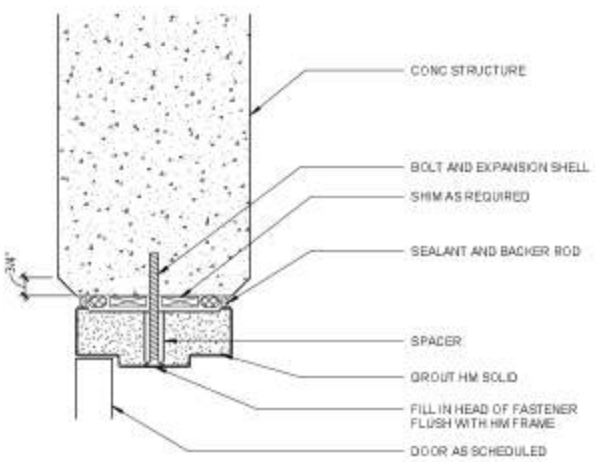 CONC STRUCTURE
BOLT AND EXPANSION SHELL
SHIM AS REQUIRED
SEALANT AND BACKER ROD
3/4"
SPACER
GROUT HM SOLID
FILL IN HEAD OF FASTENER
FLUSH WITH HM FRAME
DOOR AS SCHEDULED